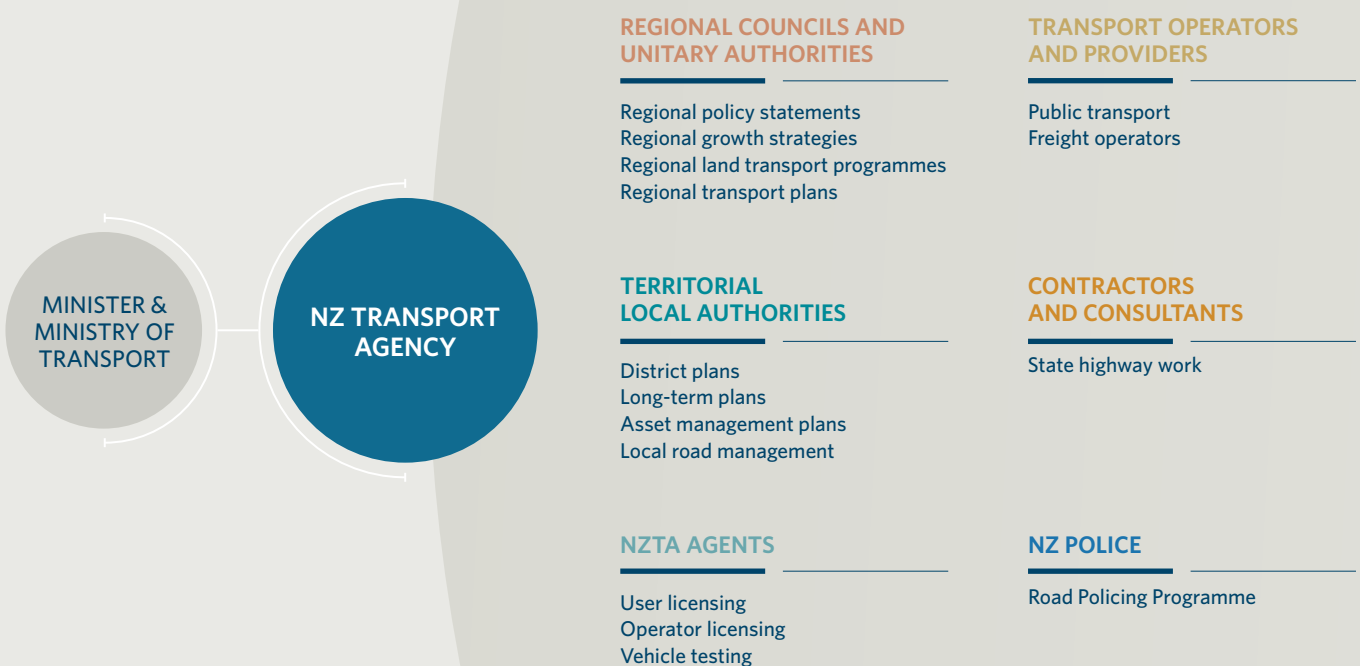 MINISTER &
MINISTRY OF
TRANSPORT
NZ TRANSPORT
AGENCY
REGIONAL COUNCILS AND
UNITARY AUTHORITIES
Regional policy statements
Regional growth strategies
Regional land transport programmes
Regional transport plans
TRANSPORT OPERATORS
AND PROVIDERS
Public transport
Freight operators
TERRITORIAL
LOCAL AUTHORITIES
District plans
Long-term plans
Asset management plans
Local road management
CONTRACTORS
AND CONSULTANTS
State highway work
NZTA AGENTS
User licensing
Operator licensing
Vehicle testing
NZ POLICE
Road Policing Programme